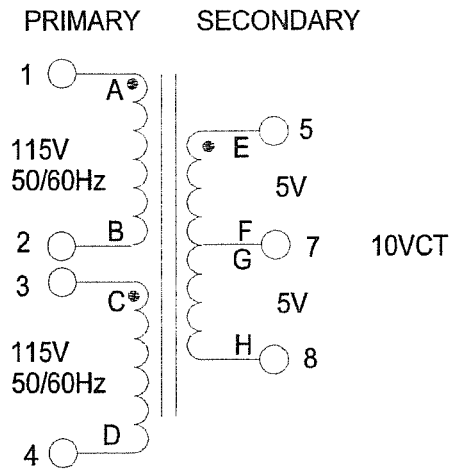 PRIMARY SECONDARY
1
A
115V
50/60Hz
B
2
3
C
115V
50/60Hz
D
4
5
E
5V
F
7
10VCT
G
5V
H
8